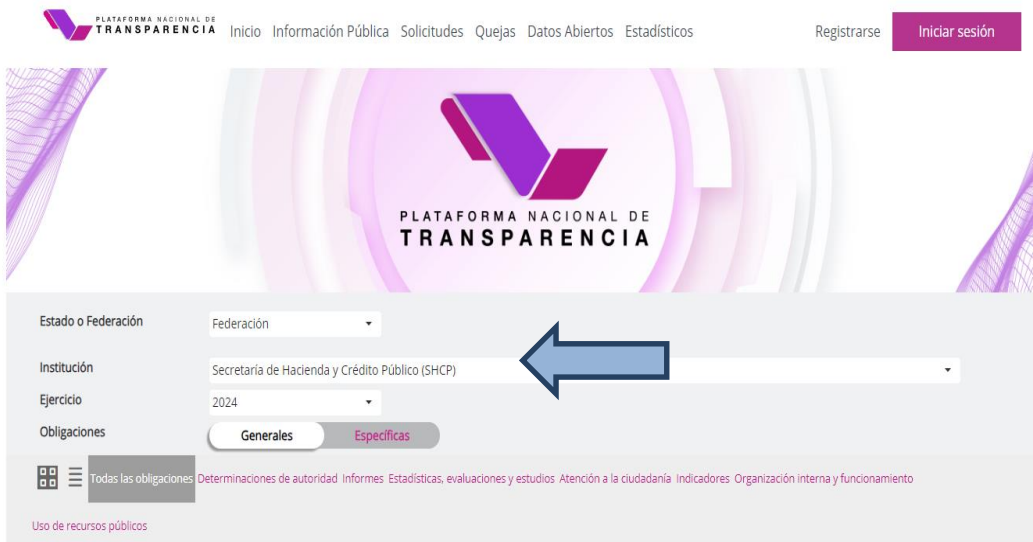 PLATAFORMA NACIONAL DE
TRANSPARENCIA
Inicio Información Pública Solicitudes Quejas Datos Abiertos Estadísticos Registrarse Iniciar sesión
PLATAFORMA NACIONAL DE
TRANSPARENCIA
Estado o Federación Federación
Institución Secretaría de Hacienda y Crédito Público (SHCP)
Ejercicio 2024
Obligaciones Generales Específicas
Todas las obligaciones Determinaciones de autoridad Informes Estadísticas, evaluaciones y estudios Atención a la ciudadanía Indicadores Organización interna y funcionamiento
Uso de recursos públicos